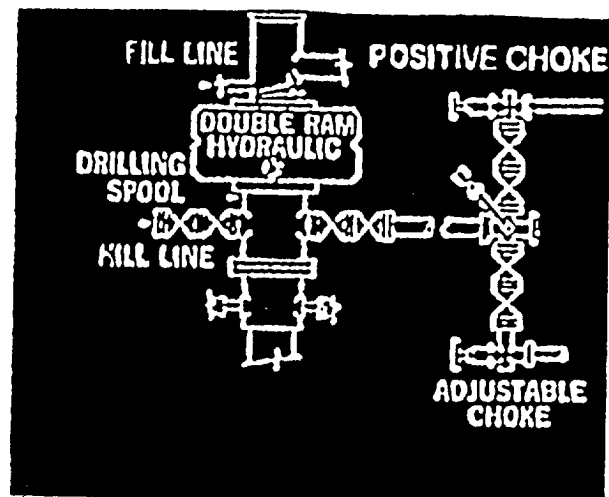 FILL LINE
POSITIVE CHOKE
DOUBLE RAM
HYDRAULIC
DRILLING
SPOOL
KILL LINE
ADJUSTABLE
CHOKE